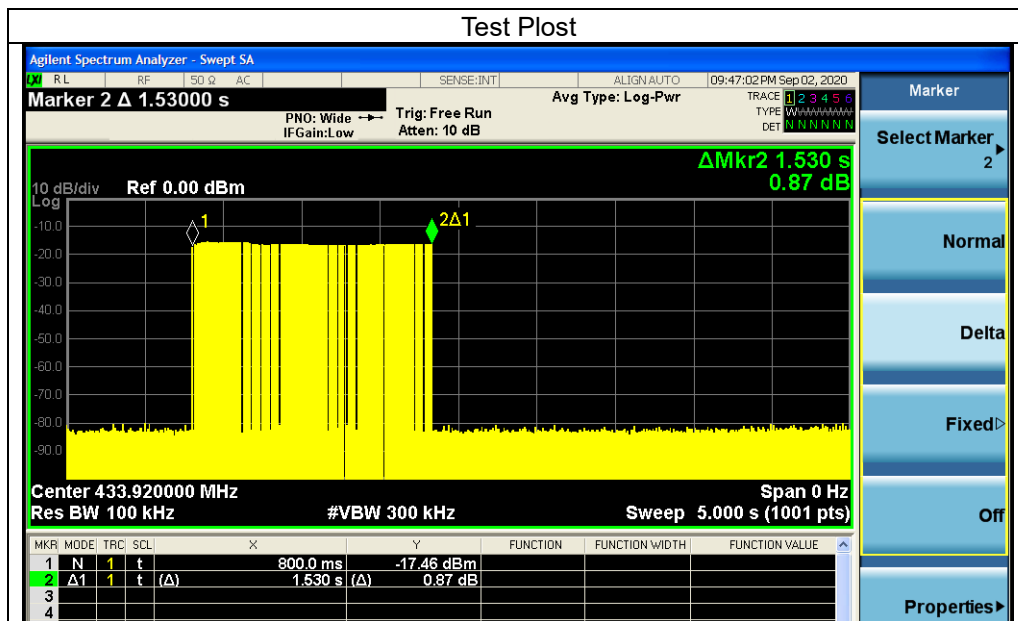 Test Plost
Agilent Spectrum Analyzer - Swept SA
LXI RL RF 50 Ω AC SENSE:INT ALIGN AUTO 09:47:02 PM Sep 02, 2020
Marker 2 Δ 1.53000 s
PNO: Wide
IFGain:Low
Trig: Free Run
Atten: 10 dB
Avg Type: Log-Pwr
TRACE 1 2 3 4 5 6
TYPE WWWWWW
DET N N N N N N
ΔMkr2 1.530 s
0.87 dB
10 dB/div Ref 0.00 dBm
Log
1
2Δ1
-10.0
-20.0
-30.0
-40.0
-50.0
-60.0
-70.0
-80.0
-90.0
Center 433.920000 MHz Span 0 Hz
Res BW 100 kHz #VBW 300 kHz Sweep 5.000 s (1001 pts)
MKR MODE TRC SCL X Y FUNCTION FUNCTION WIDTH FUNCTION VALUE
1 N 1 t 800.0 ms -17.46 dBm
2 Δ1 1 t (Δ) 1.530 s (Δ) 0.87 dB
3
4
Marker
Select Marker
2
Normal
Delta
Fixed
Off
Properties